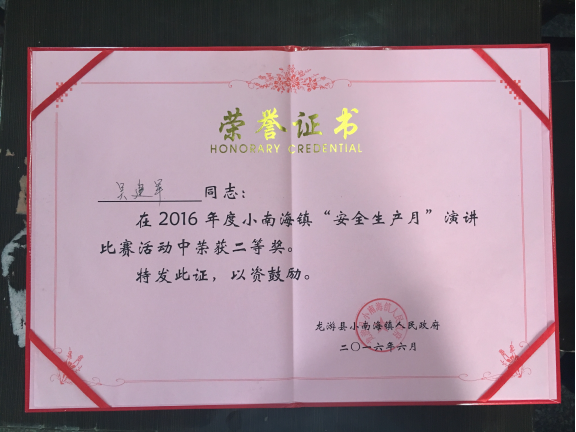 荣誉证书
HONORARY CREDENTIAL
吴建军 同志：
在 2016 年度小南海镇“安全生产月”演讲
比赛活动中荣获二等奖。
特发此证，以资鼓励。
龙游县小南海镇人民政府
二〇一六年六月